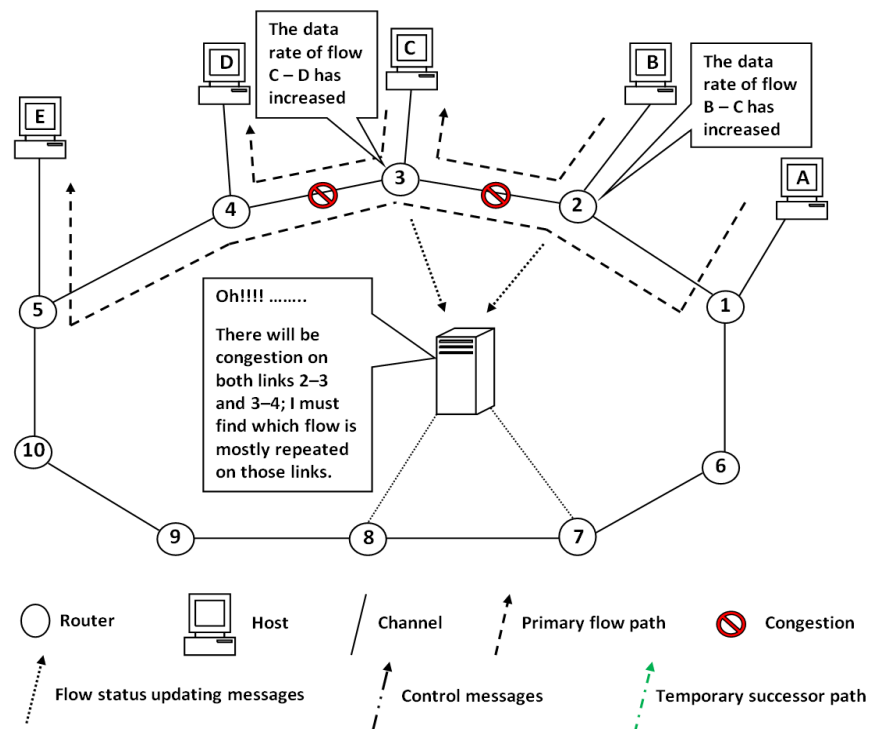 The data
rate of flow
C – D has
increased
C
D
B
The data
rate of flow
B – C has
increased
E
A
3
2
4
1
5
Oh!!!! ........
There will be
congestion on
both links 2–3
and 3–4; I must
find which flow is
mostly repeated
on those links.
10
6
9
8
7
Router
Host
Channel
Primary flow path
Congestion
Flow status updating messages
Control messages
Temporary successor path